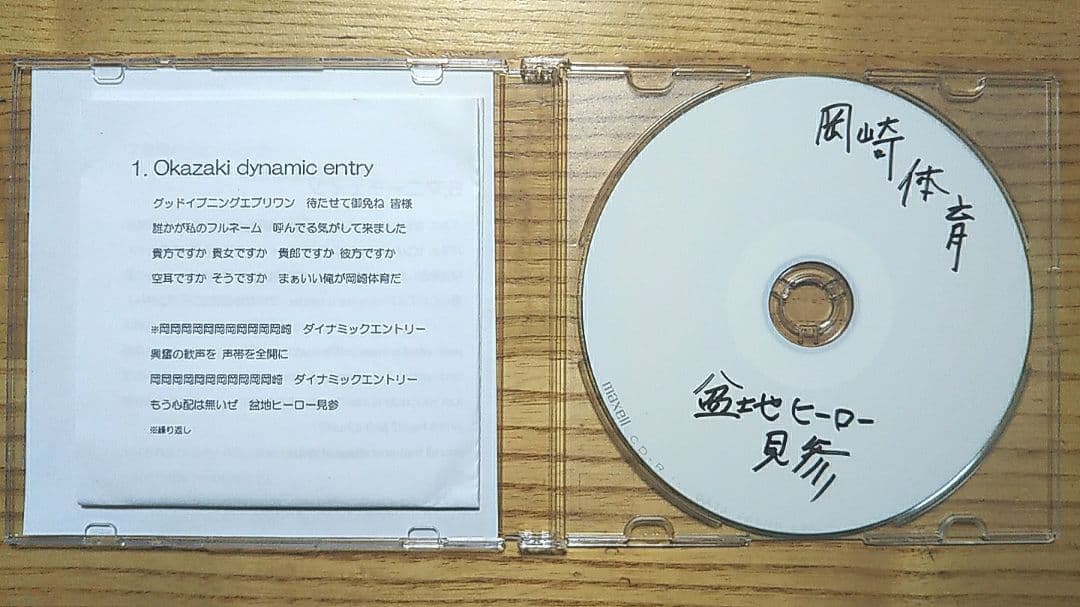 1. Okazaki dynamic entry
グッドイブニングエブリワン　待たせて御免ね 皆様
誰かが私のフルネーム　呼んでる気がして来ました
貴方ですか 貴女ですか　貴郎ですか 彼方ですか
空耳ですか そうですか　まぁいい俺が岡崎体育だ
※岡岡岡岡岡岡岡岡岡岡岡崎　ダイナミックエントリー
興奮の歓声を 声帯を全開に
岡岡岡岡岡岡岡岡岡岡岡崎　ダイナミックエントリー
もう心配は無いぜ　盆地ヒーロー見参
※繰り返し
岡崎体育
盆地ヒーロー
見参
maxell CD-R